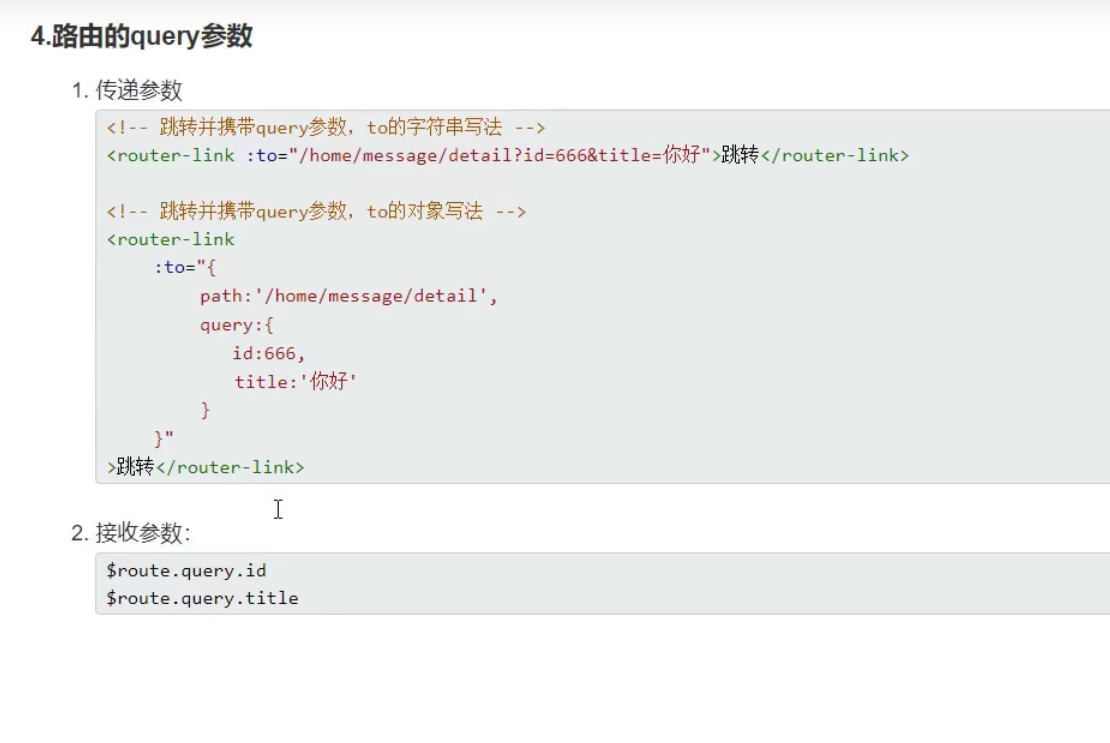 4.路由的query参数
1. 传递参数
<!-- 跳转并携带query参数，to的字符串写法 -->
<router-link :to="/home/message/detail?id=666&title=你好">跳转</router-link>
<!-- 跳转并携带query参数，to的对象写法 -->
<router-link
:to="{
path:'/home/message/detail',
query:{
id:666,
title:'你好'
}
}"
>跳转</router-link>
2. 接收参数:
$route.query.id
$route.query.title